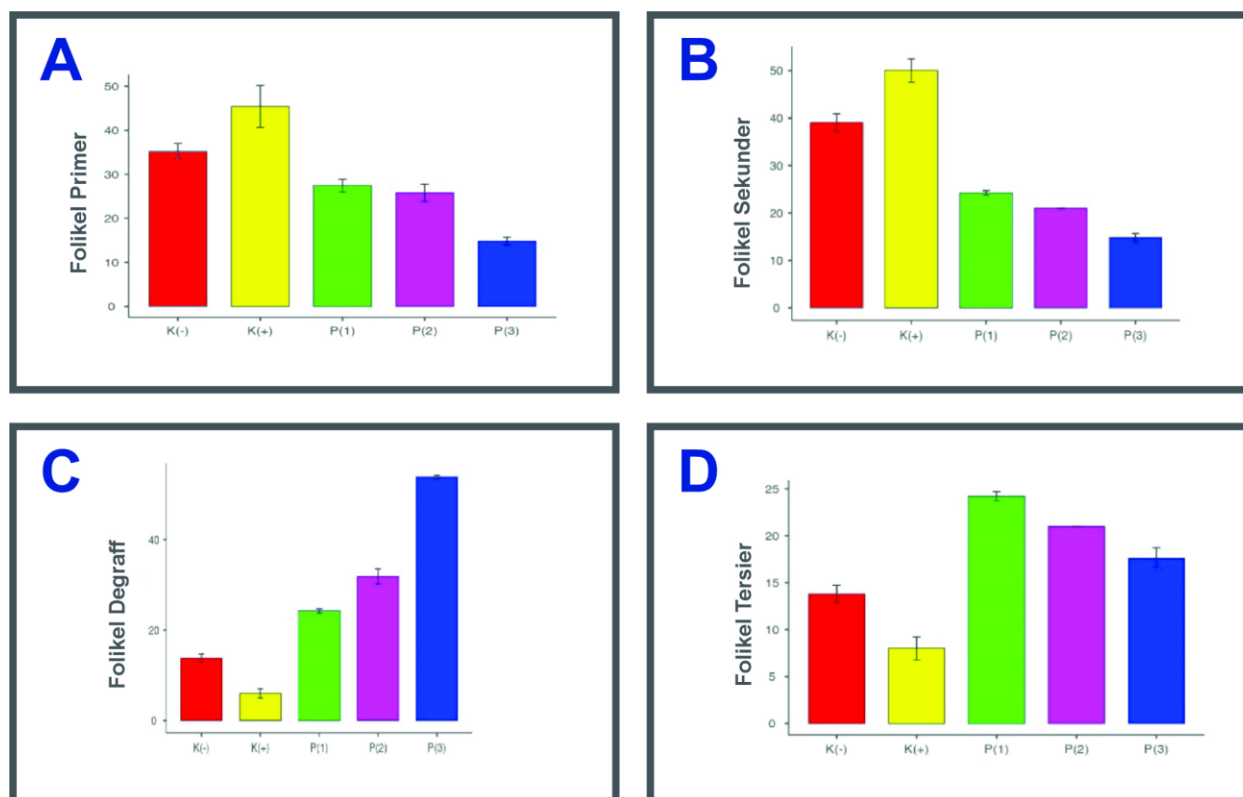 A
Folikel Primer
50
40
30
20
10
0
K(-) K(+) P(1) P(2) P(3)
B
Folikel Sekunder
50
40
30
20
10
0
K(-) K(+) P(1) P(2) P(3)
C
Folikel Degraff
40
20
0
K(-) K(+) P(1) P(2) P(3)
D
Folikel Tersier
25
20
15
10
5
0
K(-) K(+) P(1) P(2) P(3)